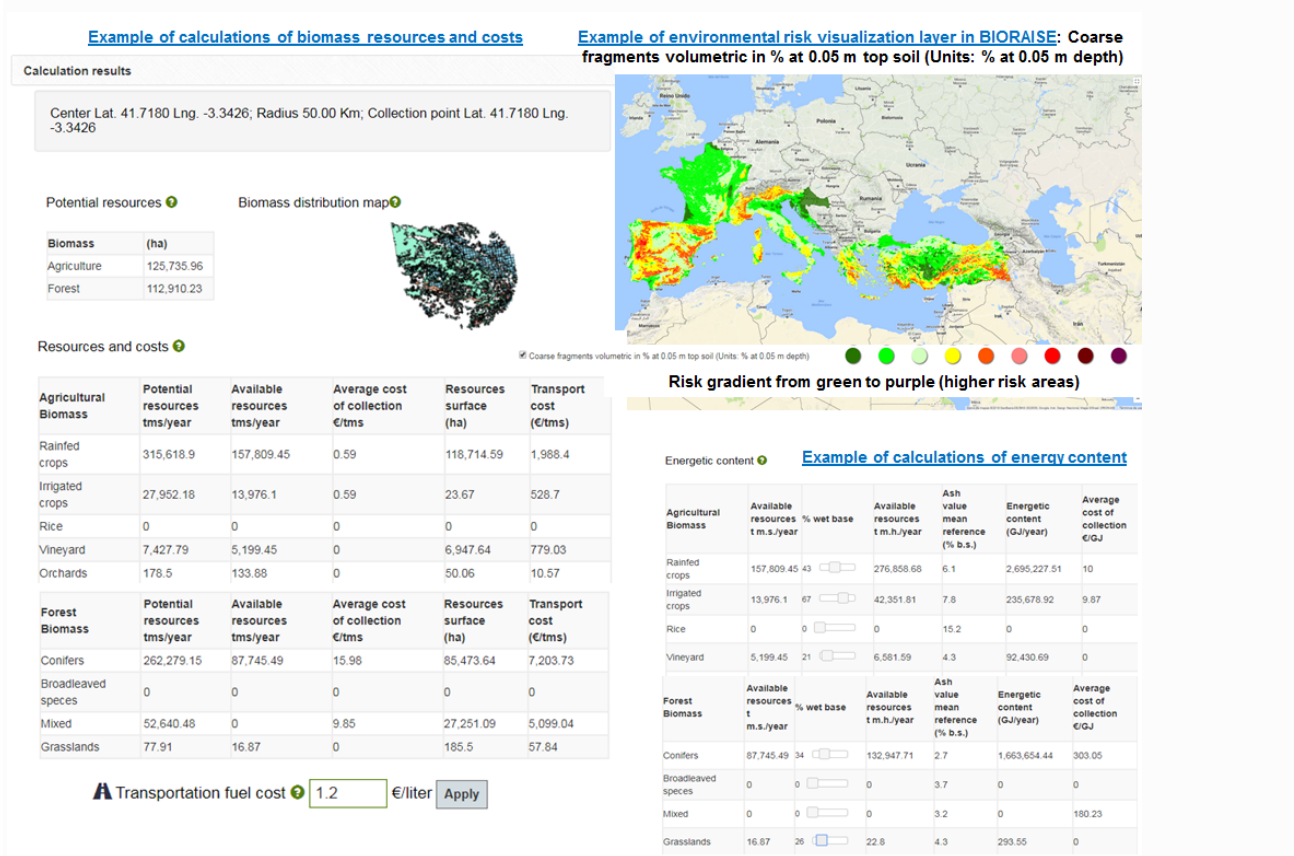 Example of calculations of biomass resources and costs
Calculation results
Center Lat. 41.7180 Lng. -3.3426; Radius 50.00 Km; Collection point Lat. 41.7180 Lng.
-3.3426
Potential resources
Biomass distribution map
Biomass (ha)
Agriculture 125,735.96
Forest 112,910.23
Resources and costs
Agricultural Biomass Potential resources tms/year Available resources tms/year Average cost of collection €/tms Resources surface (ha) Transport cost (€/tms)
Rainfed crops 315,618.9 157,809.45 0.59 118,714.59 1,988.4
Irrigated crops 27,952.18 13,976.1 0.59 23.67 528.7
Rice 0 0 0 0 0
Vineyard 7,427.79 5,199.45 0 6,947.64 779.03
Orchards 178.5 133.88 0 50.06 10.57
Forest Biomass Potential resources tms/year Available resources tms/year Average cost of collection €/tms Resources surface (ha) Transport cost (€/tms)
Conifers 262,279.15 87,745.49 15.98 85,473.64 7,203.73
Broadleaved speces 0 0 0 0 0
Mixed 52,640.48 0 9.85 27,251.09 5,099.04
Grasslands 77.91 16.87 0 185.5 57.84
Transportation fuel cost 1.2 €/liter Apply
Example of environmental risk visualization layer in BIORAISE: Coarse
fragments volumetric in % at 0.05 m top soil (Units: % at 0.05 m depth)
Reino Unido
Polonia
Alemania
Ucrania
Rumania
Coarse fragments volumetric in % at 0.05 m top soil (Units: % at 0.05 m depth)
Risk gradient from green to purple (higher risk areas)
Energetic content
Example of calculations of energy content
Agricultural Biomass Available resources t m.s./year % wet base Available resources t m.h./year Ash value mean reference (% b.s.) Energetic content (GJ/year) Average cost of collection €/GJ
Rainfed crops 157,809.45 43 276,858.68 6.1 2,695,227.51 10
Irrigated crops 13,976.1 67 42,351.81 7.8 235,678.92 9.87
Rice 0 0 0 15.2 0 0
Vineyard 5,199.45 21 6,581.59 4.3 92,430.69 0
Forest Biomass Available resources t m.s./year % wet base Available resources t m.h./year Ash value mean reference (% b.s.) Energetic content (GJ/year) Average cost of collection €/GJ
Conifers 87,745.49 34 132,947.71 2.7 1,663,654.44 303.05
Broadleaved speces 0 0 0 3.7 0 0
Mixed 0 0 0 3.2 0 180.23
Grasslands 16.87 26 22.8 4.3 293.55 0